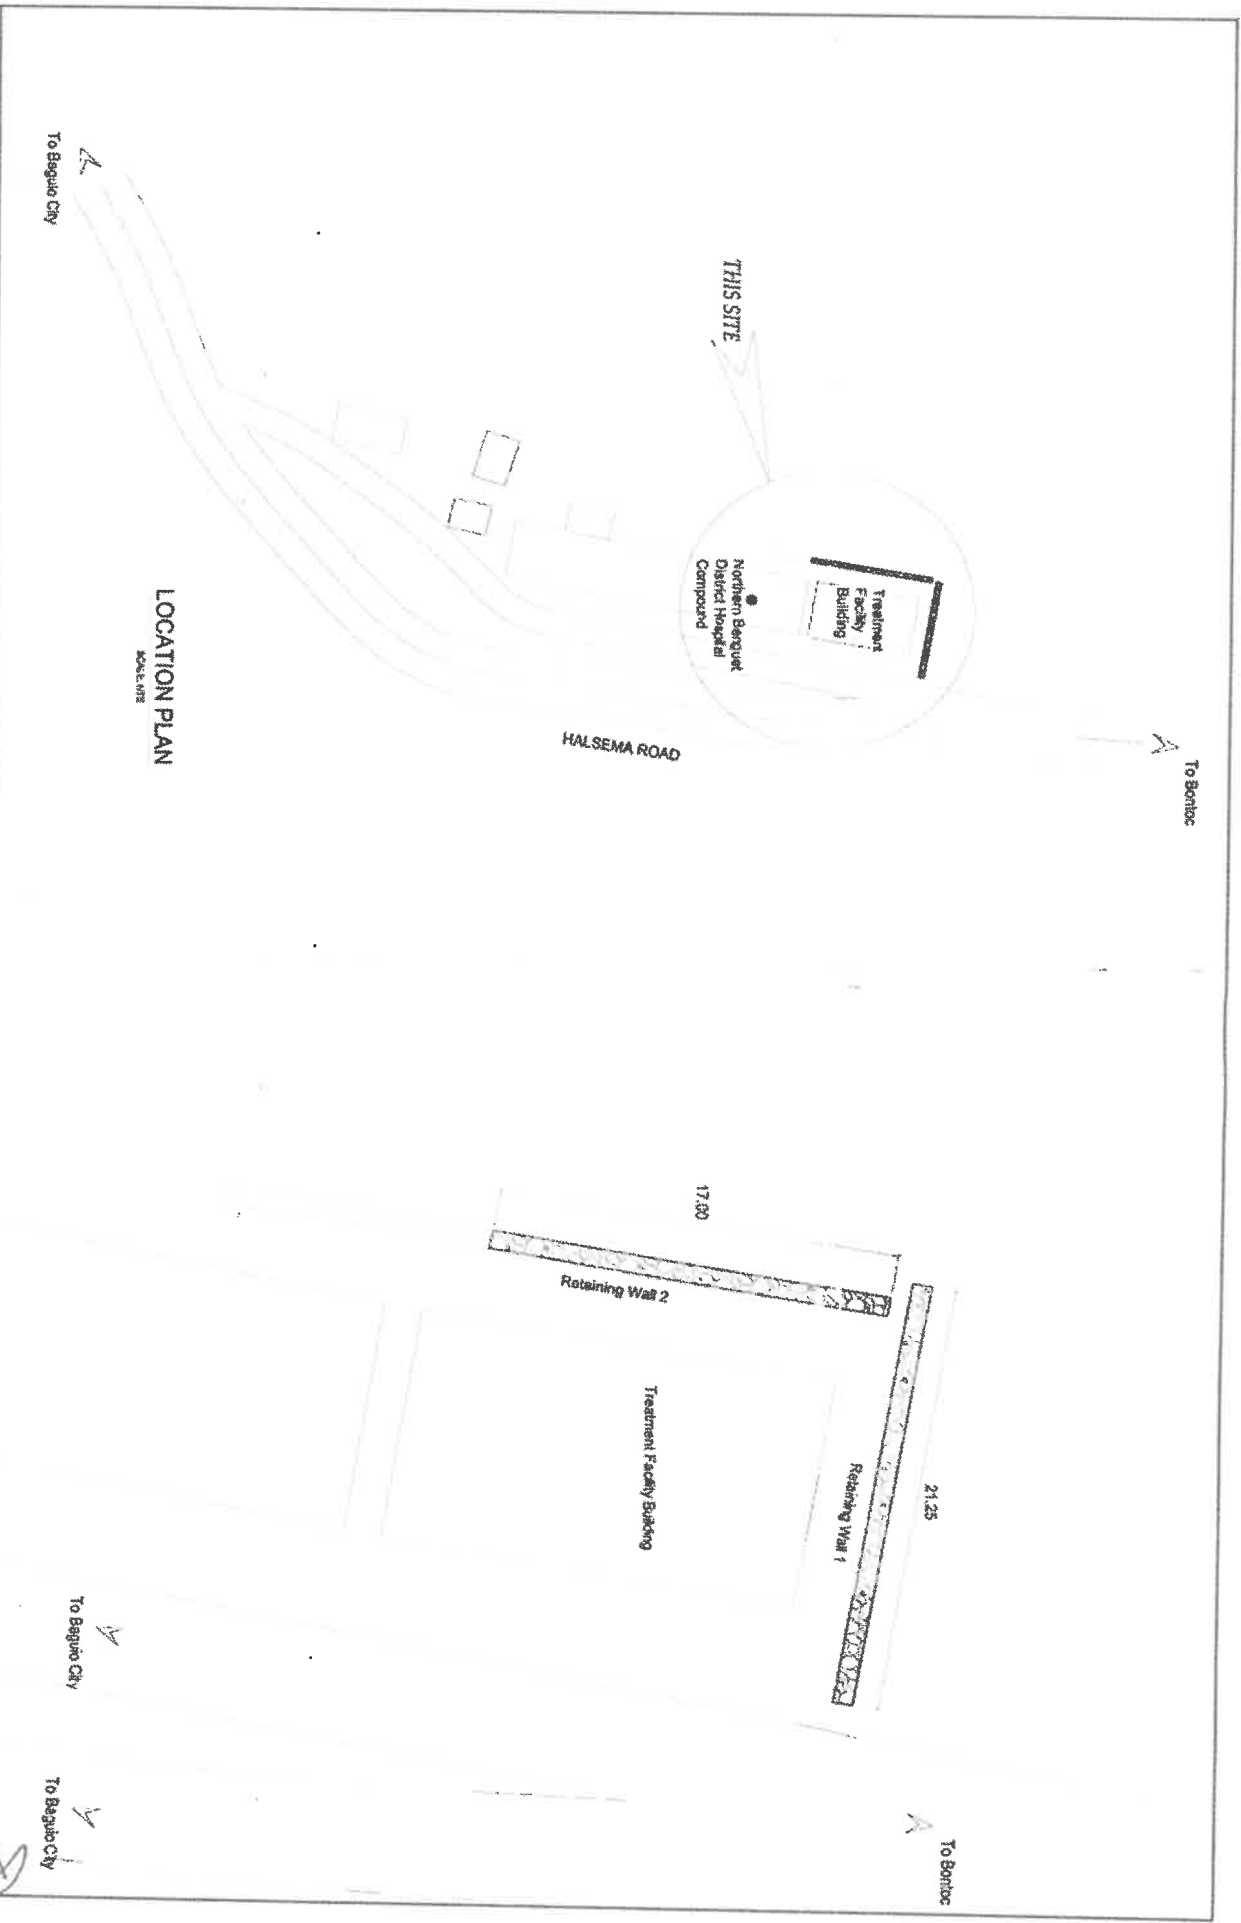 To Bontoc
Treatment
Facility
Building
Northern Benguet
District Hospital
Compound
THIS SITE
HALSEMA ROAD
To Baguio City
LOCATION PLAN
To Bontoc
21.25
Retaining Wall 1
17.00
Retaining Wall 2
Treatment Facility Building
To Baguio City
To Baguio City